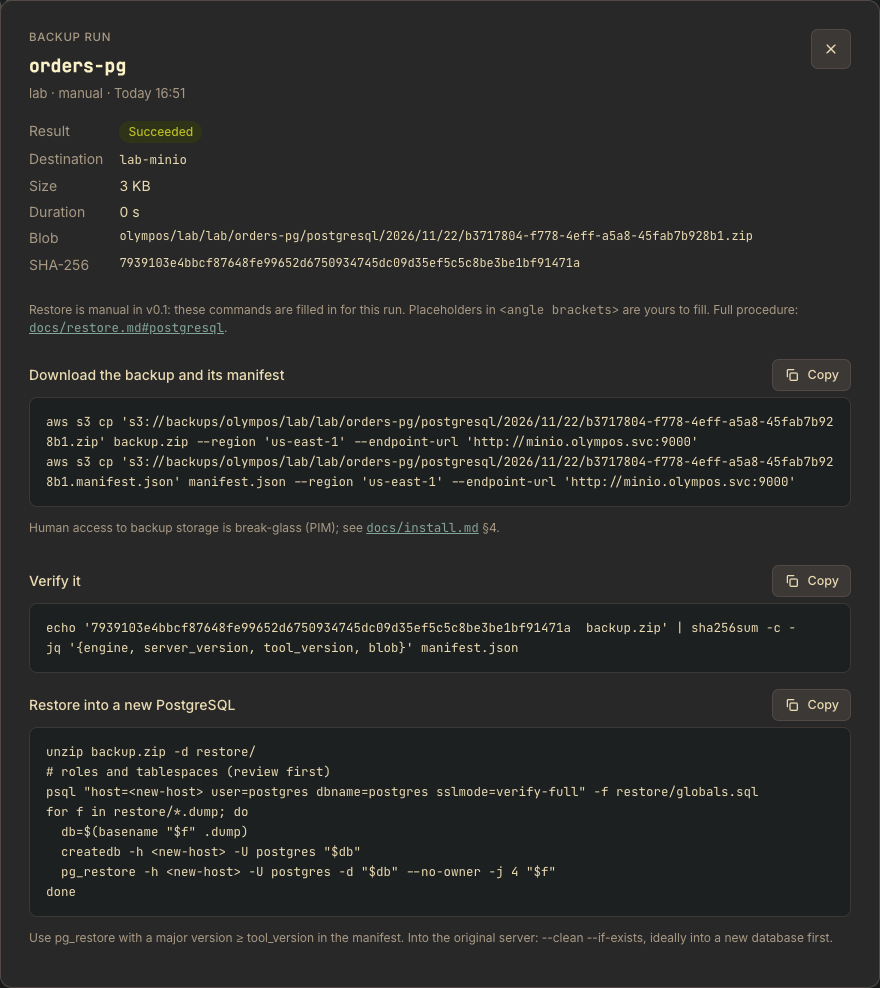 BACKUP RUN
orders-pg
lab · manual · Today 16:51
Result Succeeded
Destination lab-minio
Size 3 KB
Duration 0 s
Blob olympos/lab/lab/orders-pg/postgresql/2026/11/22/b3717804-f778-4eff-a5a8-45fab7b928b1.zip
SHA-256 7939103e4bbcf87648fe99652d6750934745dc09d35ef5c5c8be3be1bf91471a
Restore is manual in v0.1: these commands are filled in for this run. Placeholders in <angle brackets> are yours to fill. Full procedure:
docs/restore.md#postgresql.
Download the backup and its manifest
Copy
aws s3 cp 's3://backups/olympos/lab/lab/orders-pg/postgresql/2026/11/22/b3717804-f778-4eff-a5a8-45fab7b92
8b1.zip' backup.zip --region 'us-east-1' --endpoint-url 'http://minio.olympos.svc:9000'
aws s3 cp 's3://backups/olympos/lab/lab/orders-pg/postgresql/2026/11/22/b3717804-f778-4eff-a5a8-45fab7b92
8b1.manifest.json' manifest.json --region 'us-east-1' --endpoint-url 'http://minio.olympos.svc:9000'
Human access to backup storage is break-glass (PIM); see docs/install.md §4.
Verify it
Copy
echo '7939103e4bbcf87648fe99652d6750934745dc09d35ef5c5c8be3be1bf91471a  backup.zip' | sha256sum -c -
jq '{engine, server_version, tool_version, blob}' manifest.json
Restore into a new PostgreSQL
Copy
unzip backup.zip -d restore/
# roles and tablespaces (review first)
psql "host=<new-host> user=postgres dbname=postgres sslmode=verify-full" -f restore/globals.sql
for f in restore/*.dump; do
  db=$(basename "$f" .dump)
  createdb -h <new-host> -U postgres "$db"
  pg_restore -h <new-host> -U postgres -d "$db" --no-owner -j 4 "$f"
done
Use pg_restore with a major version ≥ tool_version in the manifest. Into the original server: --clean --if-exists, ideally into a new database first.